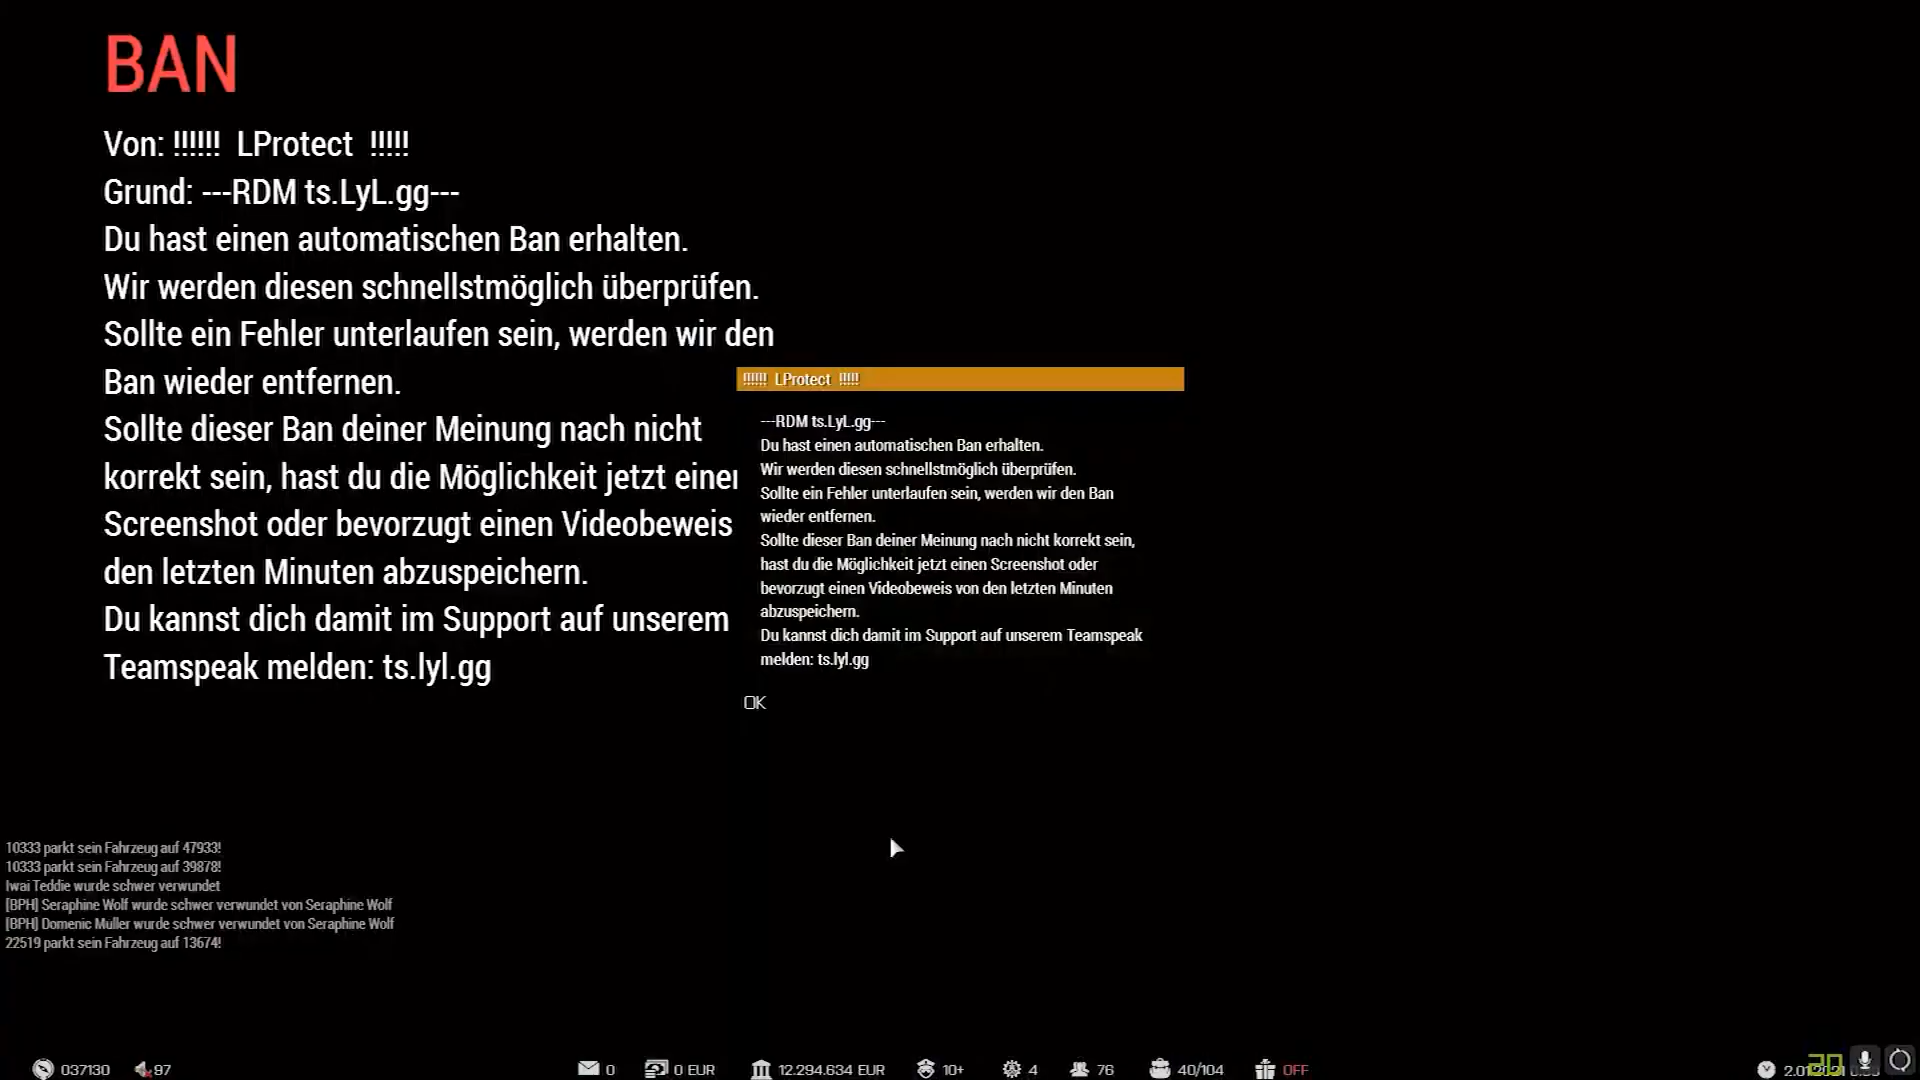 BAN
Von: !!!!!! LProtect !!!!!
Grund: ---RDM ts.LyL.gg---
Du hast einen automatischen Ban erhalten.
Wir werden diesen schnellstmöglich überprüfen.
Sollte ein Fehler unterlaufen sein, werden wir den
Ban wieder entfernen.
Sollte dieser Ban deiner Meinung nach nicht
korrekt sein, hast du die Möglichkeit jetzt einen
Screenshot oder bevorzugt einen Videobeweis
den letzten Minuten abzuspeichern.
Du kannst dich damit im Support auf unserem
Teamspeak melden: ts.lyl.gg
!!!!!! LProtect !!!!!
---RDM ts.LyL.gg---
Du hast einen automatischen Ban erhalten.
Wir werden diesen schnellstmöglich überprüfen.
Sollte ein Fehler unterlaufen sein, werden wir den Ban
wieder entfernen.
Sollte dieser Ban deiner Meinung nach nicht korrekt sein,
hast du die Möglichkeit jetzt einen Screenshot oder
bevorzugt einen Videobeweis von den letzten Minuten
abzuspeichern.
Du kannst dich damit im Support auf unserem Teamspeak
melden: ts.lyl.gg
OK
10333 parkt sein Fahrzeug auf 47933!
10333 parkt sein Fahrzeug auf 39878!
Iwai Teddie wurde schwer verwundet
[BPH] Seraphine Wolf wurde schwer verwundet von Seraphine Wolf
[BPH] Domenic Muller wurde schwer verwundet von Seraphine Wolf
22519 parkt sein Fahrzeug auf 13674!
037130 97 0 0 EUR 12.294.634 EUR 10+ 4 76 40/104 OFF